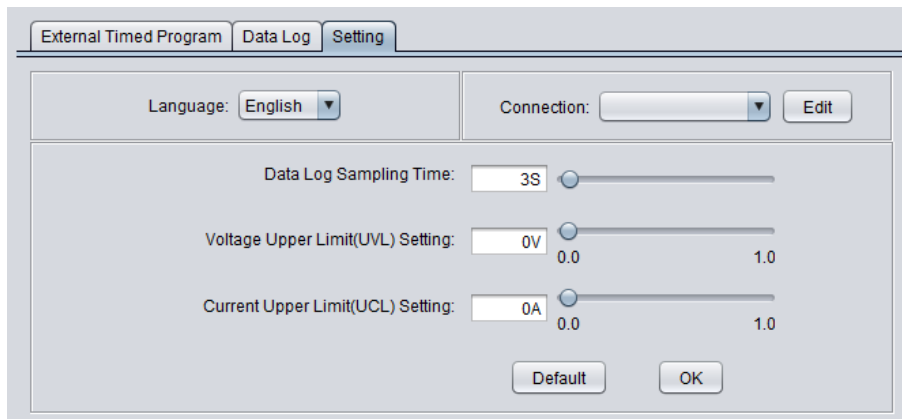 External Timed Program Data Log Setting
Language: English Connection: Edit
Data Log Sampling Time: 3S
Voltage Upper Limit(UVL) Setting: 0V
0.0 1.0
Current Upper Limit(UCL) Setting: 0A
0.0 1.0
Default OK